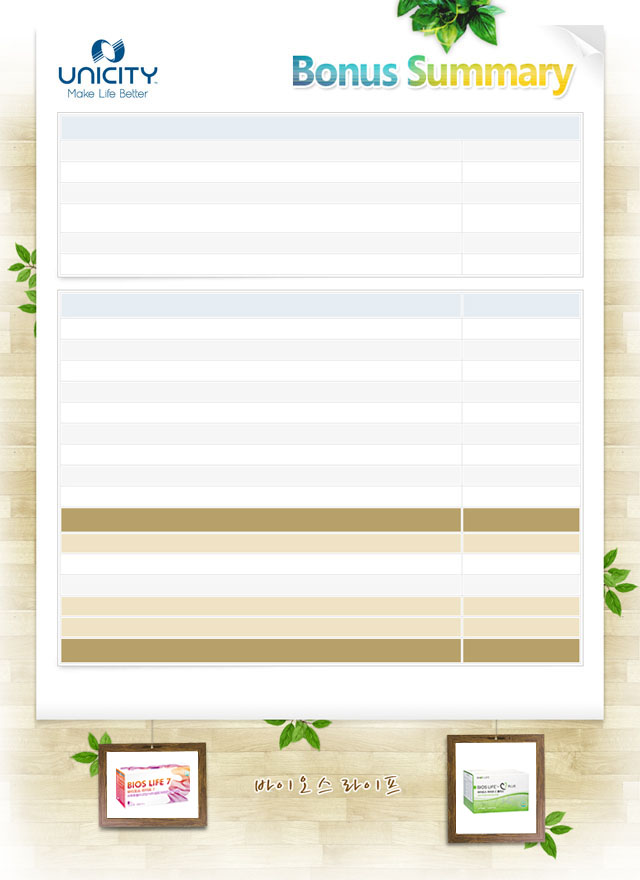 UNICITY
Make Life Better
Bonus Summary
BIOS LIFE 7
바이오스라이프
BIOS LIFE - C PLUS